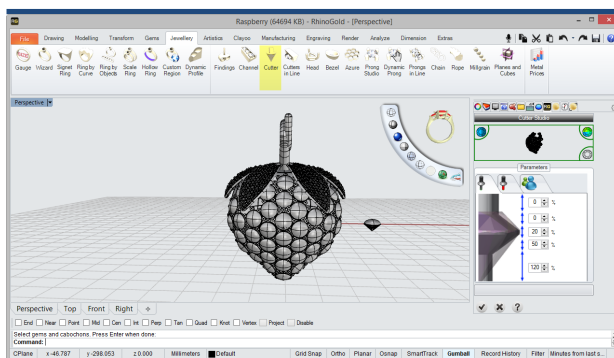 Raspberry (64694 KB) - RhinoGold - [Perspective]
File Drawing Modelling Transform Gems Jewellery Artistics Clayoo Manufacturing Engraving Render Analyze Dimension Extras
Gauge Wizard Signet Ring Ring by Curve Ring by Objects Scale Ring Hollow Ring Custom Region Dynamic Profile Findings Channel Cutter Cutters in Line Head Bezel Azure Prong Studio Dynamic Prong Prongs in Line Chain Rope Millgrain Planes and Cubes Metal Prices
Perspective
Cutter Studio
Parameters
0 %
0 %
20 %
50 %
120 %
Perspective Top Front Right
End Near Point Mid Cen Int Perp Tan Quad Knot Vertex Project Disable
Select gems and cabochons. Press Enter when done:
Command:
CPlane x -46.787 y -298.053 z 0.000 Millimeters Default Grid Snap Ortho Planar Osnap SmartTrack Gumball Record History Filter Minutes from last s...